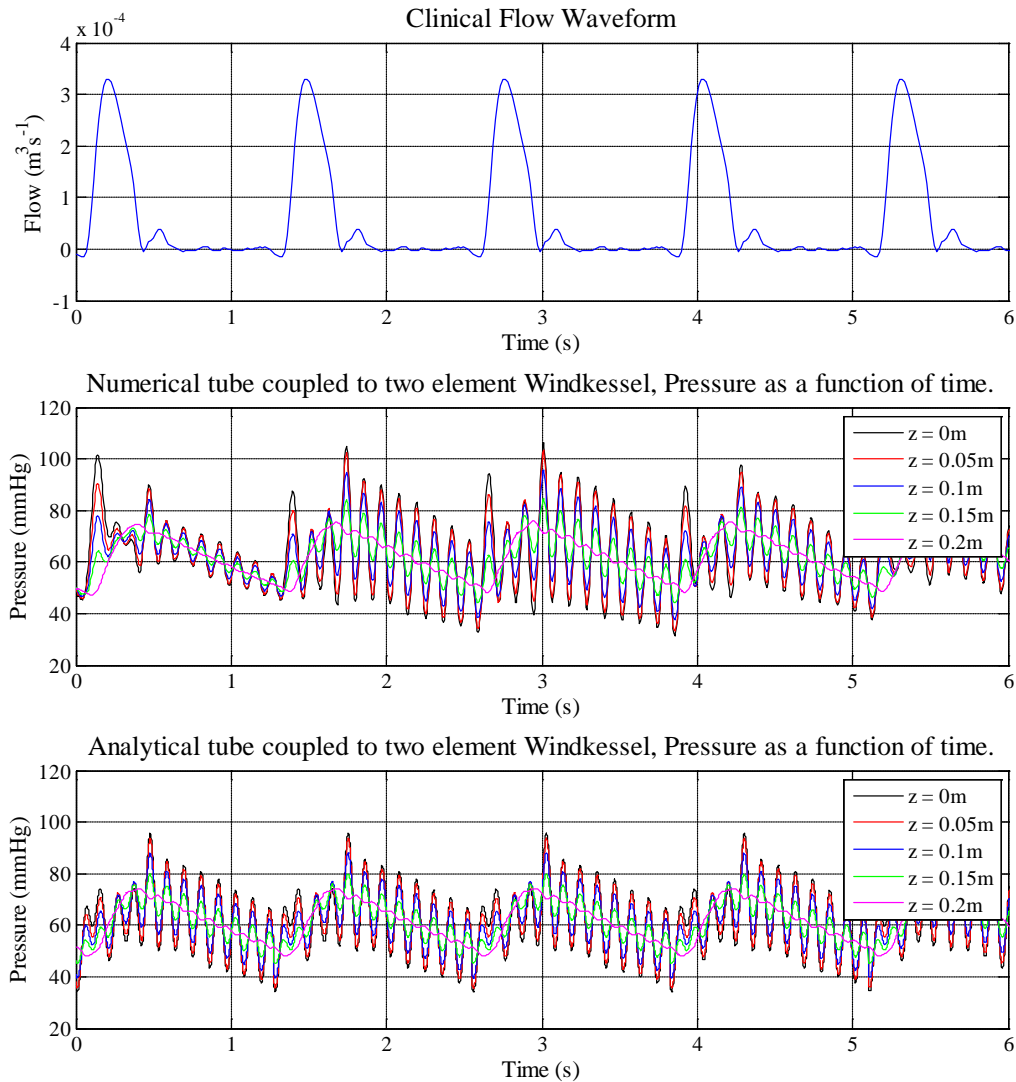 Clinical Flow Waveform
x 10^-4
4
3
2
1
0
-1
Flow (m^3s^-1)
0 1 2 3 4 5 6
Time (s)
Numerical tube coupled to two element Windkessel, Pressure as a function of time.
120
100
80
60
40
20
Pressure (mmHg)
z = 0m
z = 0.05m
z = 0.1m
z = 0.15m
z = 0.2m
0 1 2 3 4 5 6
Time (s)
Analytical tube coupled to two element Windkessel, Pressure as a function of time.
120
100
80
60
40
20
Pressure (mmHg)
z = 0m
z = 0.05m
z = 0.1m
z = 0.15m
z = 0.2m
0 1 2 3 4 5 6
Time (s)